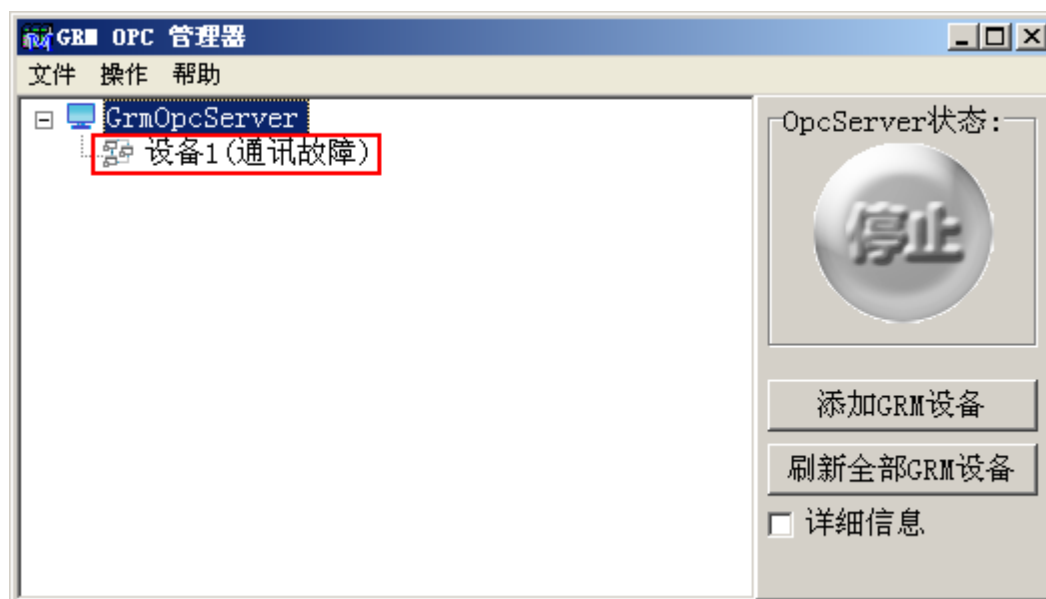 GRM OPC 管理器
文件 操作 帮助
GrmOpcServer
设备1(通讯故障)
OpcServer状态:
停止
添加GRM设备
刷新全部GRM设备
详细信息